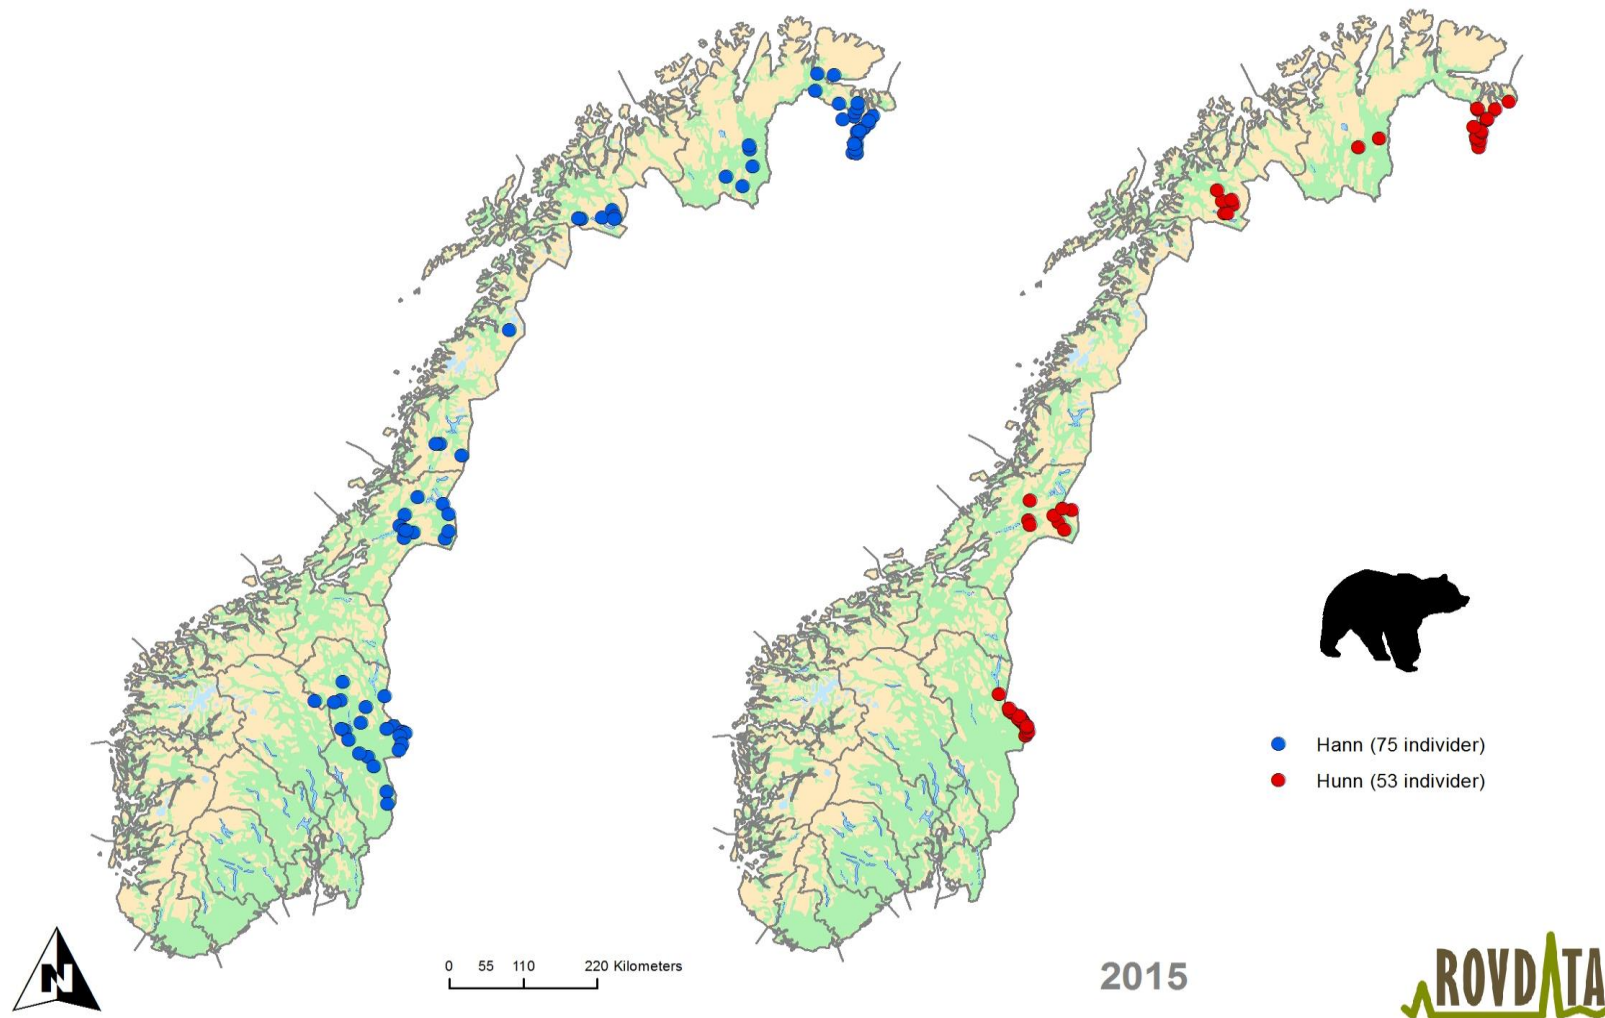 Hann (75 individer)
Hunn (53 individer)
N
0 55 110 220 Kilometers
2015
ROVDATA